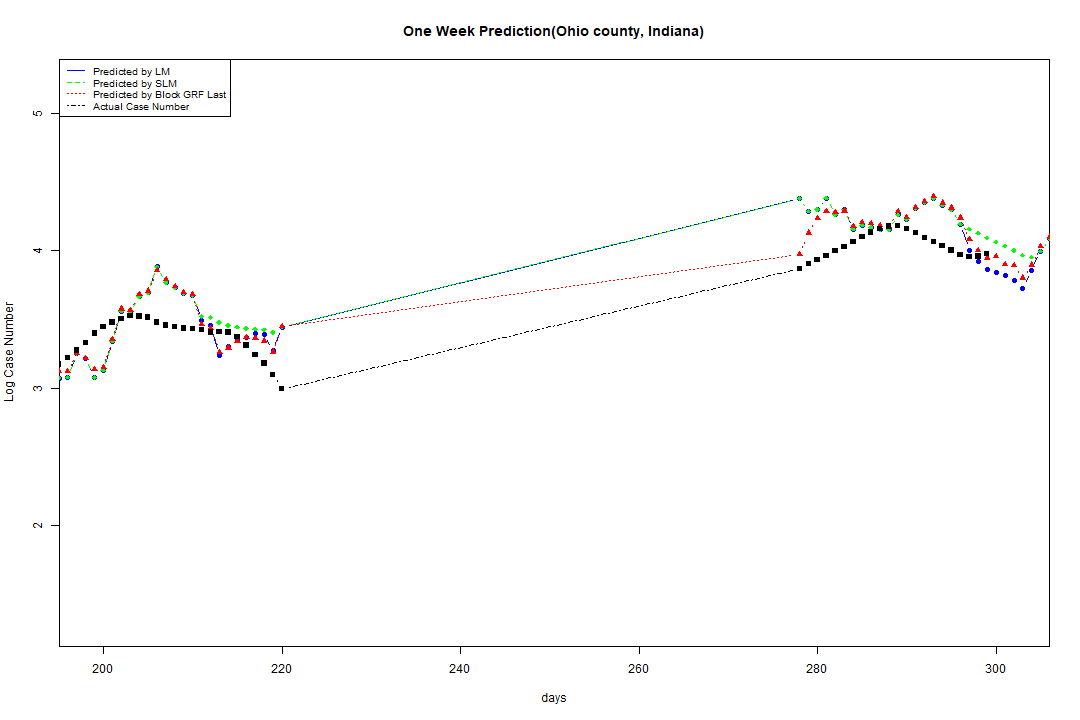 One Week Prediction(Ohio county, Indiana)
Predicted by LM
Predicted by SLM
Predicted by Block GRF Last
Actual Case Number
5
4
3
2
Log Case Number
200 220 240 260 280 300
days